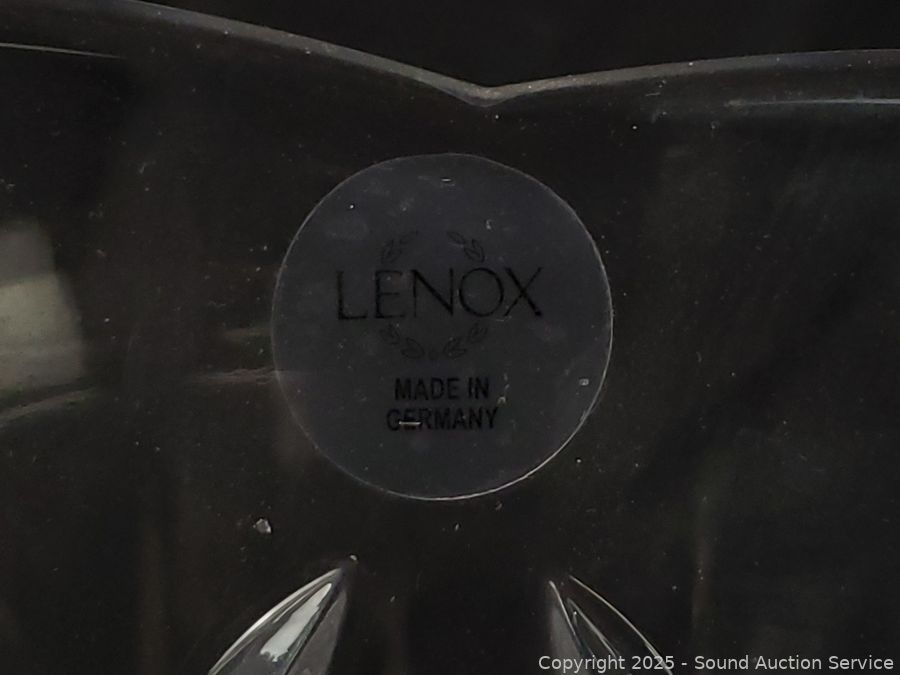 LENOX
MADE IN
GERMANY
Copyright 2025 - Sound Auction Service